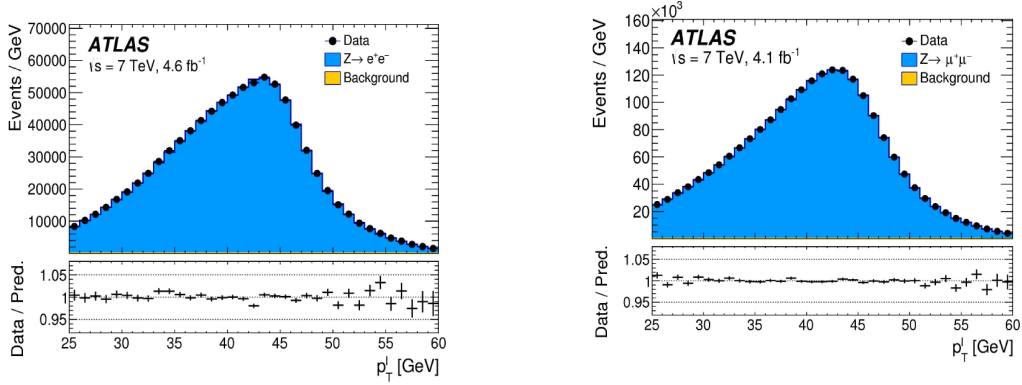 70000
60000
50000
40000
30000
20000
10000
Events / GeV
ATLAS
√s = 7 TeV, 4.6 fb⁻¹
Data
Z→ e⁺e⁻
Background
1.05
1
0.95
Data / Pred.
25 30 35 40 45 50 55 60
p_T^l [GeV]
×10³
160
140
120
100
80
60
40
20
Events / GeV
ATLAS
√s = 7 TeV, 4.1 fb⁻¹
Data
Z→ μ⁺μ⁻
Background
1.05
1
0.95
Data / Pred.
25 30 35 40 45 50 55 60
p_T^l [GeV]